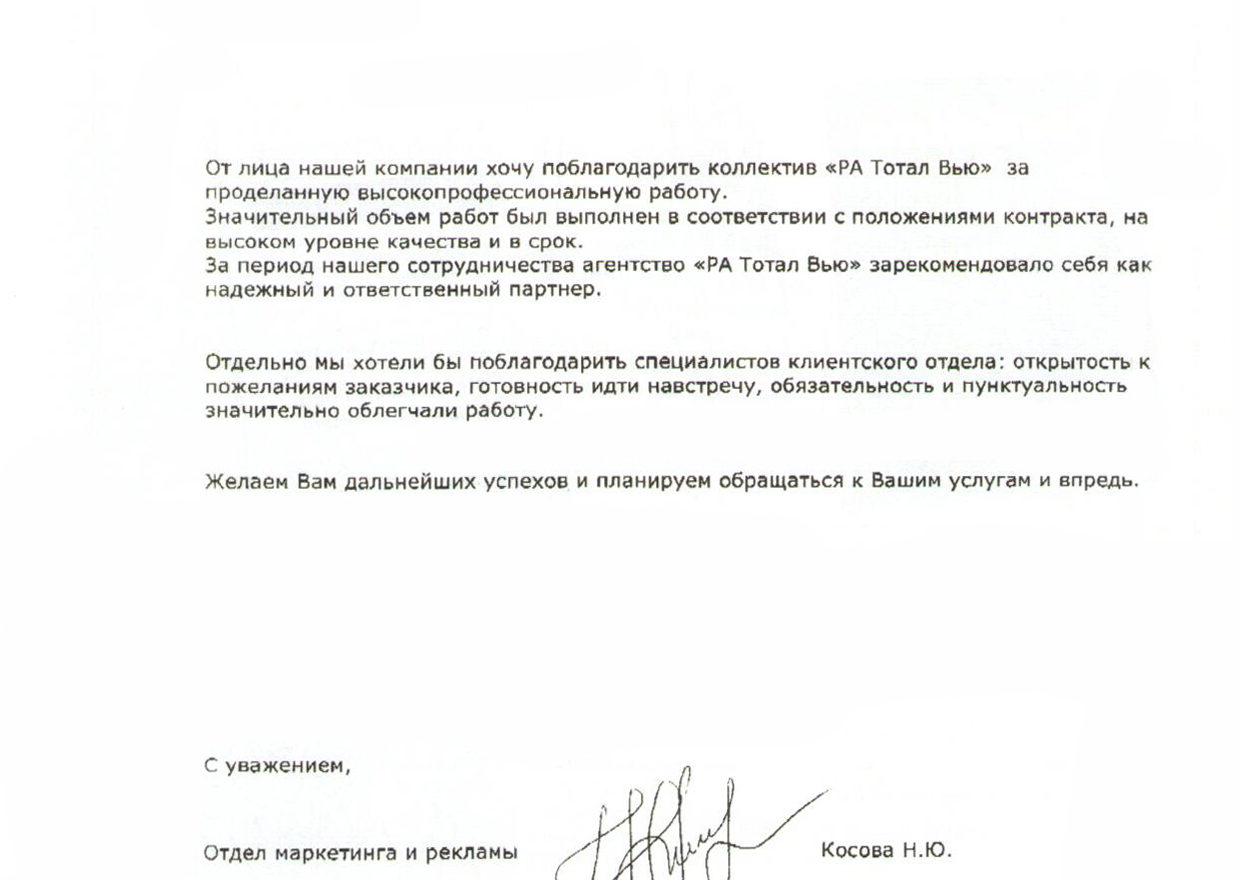 От лица нашей компании хочу поблагодарить коллектив «РА Тотал Вью» за
проделанную высокопрофессиональную работу.
Значительный объем работ был выполнен в соответствии с положениями контракта, на
высоком уровне качества и в срок.
За период нашего сотрудничества агентство «РА Тотал Вью» зарекомендовало себя как
надежный и ответственный партнер.
Отдельно мы хотели бы поблагодарить специалистов клиентского отдела: открытость к
пожеланиям заказчика, готовность идти навстречу, обязательность и пунктуальность
значительно облегчали работу.
Желаем Вам дальнейших успехов и планируем обращаться к Вашим услугам и впредь.
С уважением,
Отдел маркетинга и рекламы Косова Н.Ю.